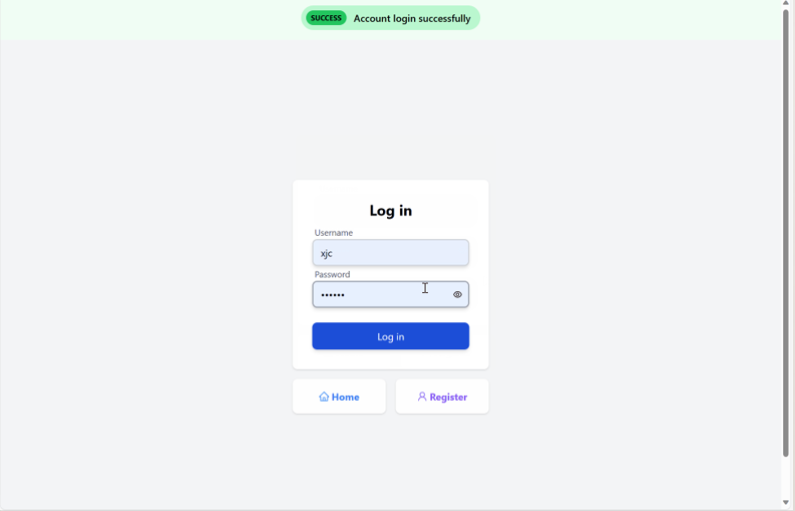 SUCCESS Account login successfully
Log in
Username
xjc
Password
••••••
Log in
Home Register